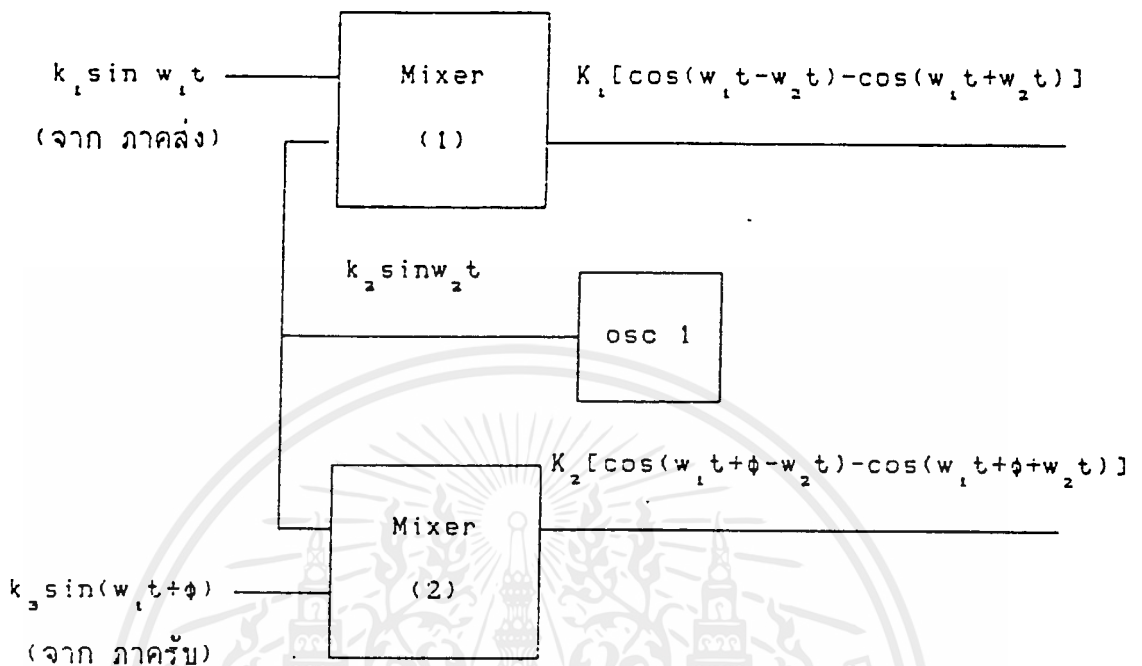 k₁sin w₁t
(จาก ภาคส่ง)
Mixer
(1)
K₁[cos(w₁t-w₂t)-cos(w₁t+w₂t)]
k₂sinw₂t
osc 1
K₂[cos(w₁t+ϕ-w₂t)-cos(w₁t+ϕ+w₂t)]
Mixer
(2)
k₃sin(w₁t+ϕ)
(จาก ภาครับ)